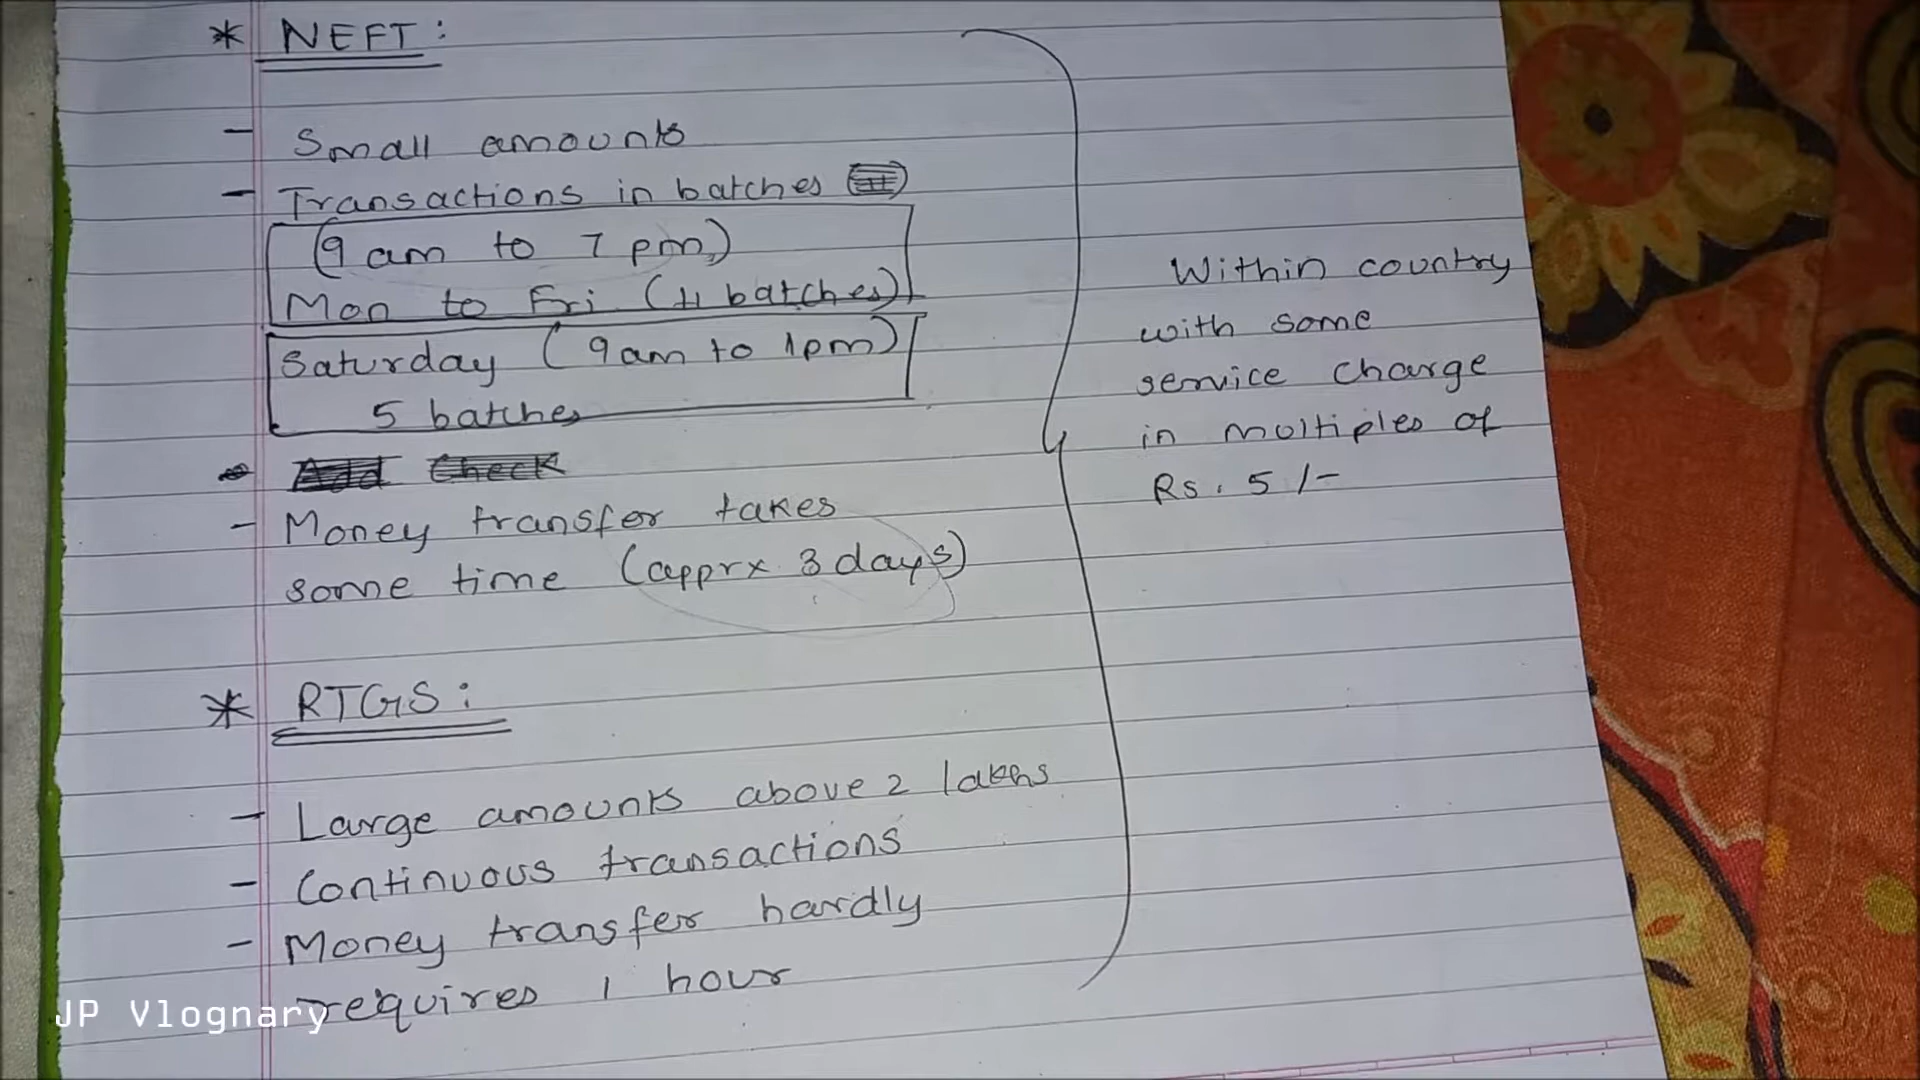 * NEFT:
- Small amounts
- Transactions in batches
(9 am to 7 pm)
Mon to Fri (11 batches)
Saturday (9am to 1pm)
5 batches
Add Check
- Money transfer takes
some time (apprx 3 days)
Within country
with some
service charge
in multiples of
Rs. 5/-
* RTGS:
- Large amounts above 2 lakhs
- Continuous transactions
- Money transfer hardly
requires 1 hour
JP Vlognary